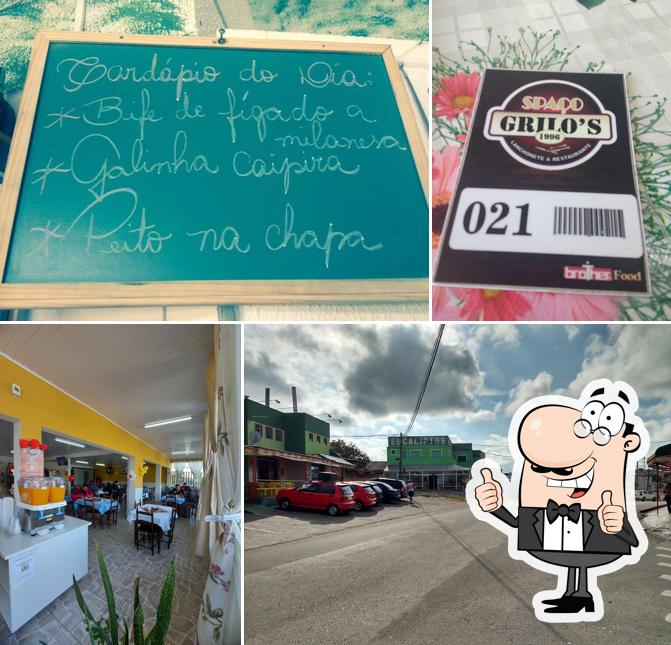 Cardápio do Dia:
* Bife de fígado a
milanesa
* Galinha caipira
* Peito na chapa
SPAÇO
GRILO'S
1996
LANCHONETE & RESTAURANTE
021
brothes Food
EUCALIPTOS